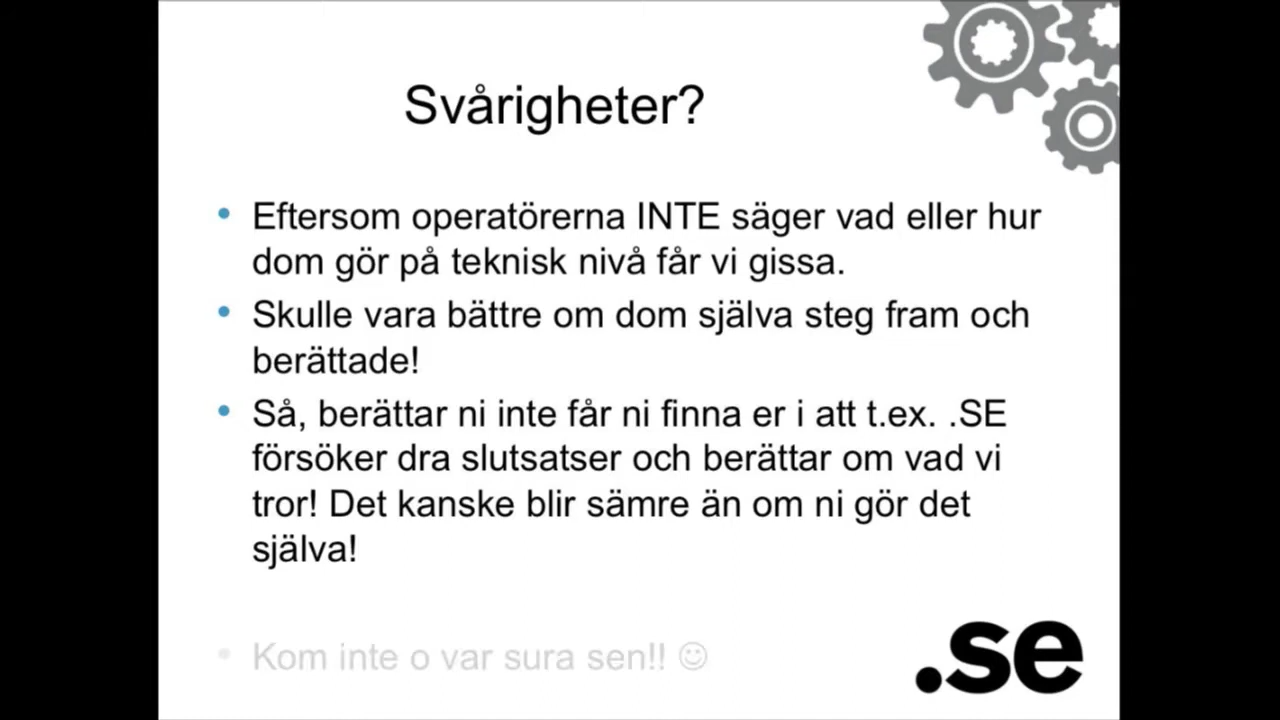 Svårigheter?
• Eftersom operatörerna INTE säger vad eller hur
dom gör på teknisk nivå får vi gissa.
• Skulle vara bättre om dom själva steg fram och
berättade!
• Så, berättar ni inte får ni finna er i att t.ex. .SE
försöker dra slutsatser och berättar om vad vi
tror! Det kanske blir sämre än om ni gör det
själva!
• Kom inte o var sura sen!! ☺
.se